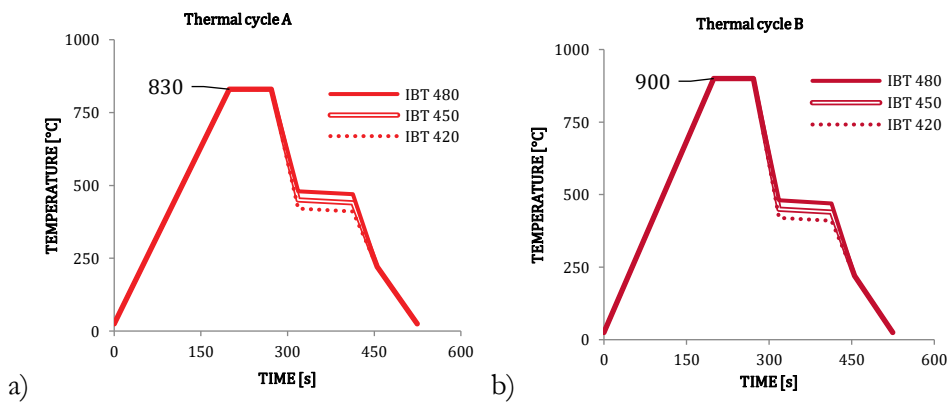 Thermal cycle A
1000
830
IBT 480
IBT 450
IBT 420
750
500
250
0
TEMPERATURE [°C]
0 150 300 450 600
TIME [s]
a)
Thermal cycle B
1000
900
IBT 480
IBT 450
IBT 420
750
500
250
0
TEMPERATURE [°C]
0 150 300 450 600
TIME [s]
b)